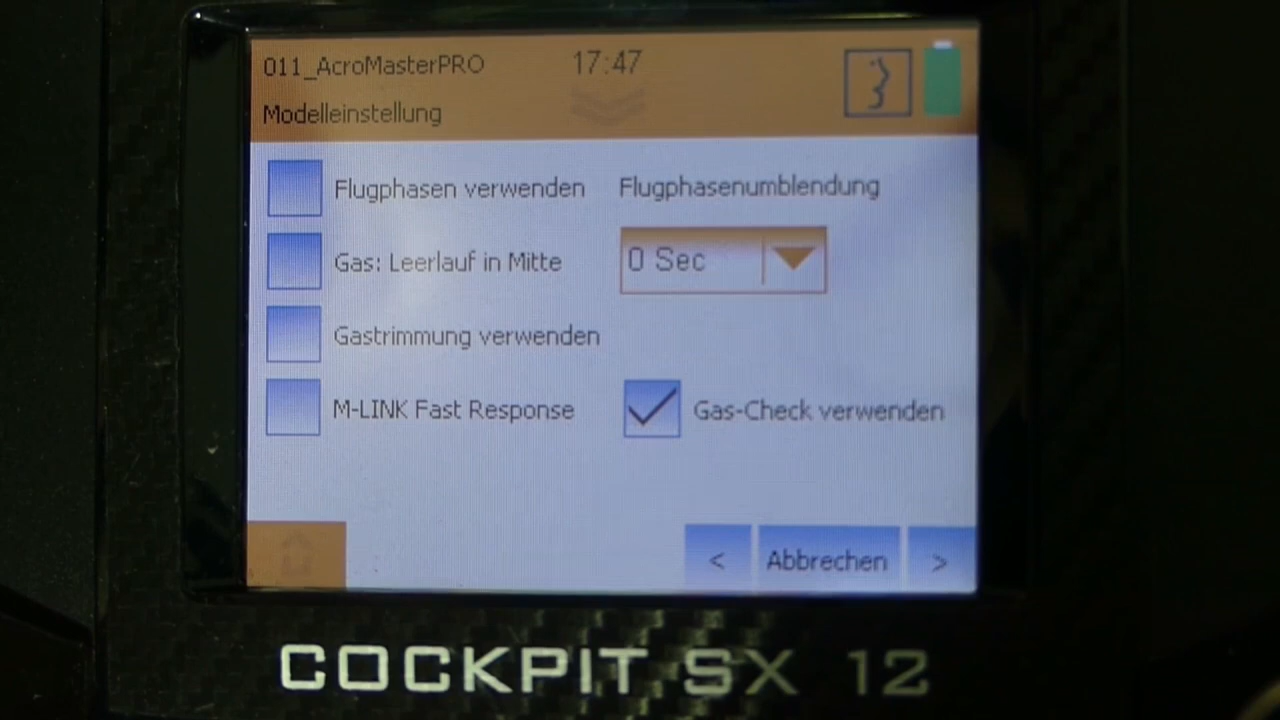 011_AcroMasterPRO 17:47
Modelleinstellung
Flugphasen verwenden Flugphasenumblendung
Gas: Leerlauf in Mitte 0 Sec
Gastrimmung verwenden
M-LINK Fast Response Gas-Check verwenden
< Abbrechen >
COCKPIT SX 12